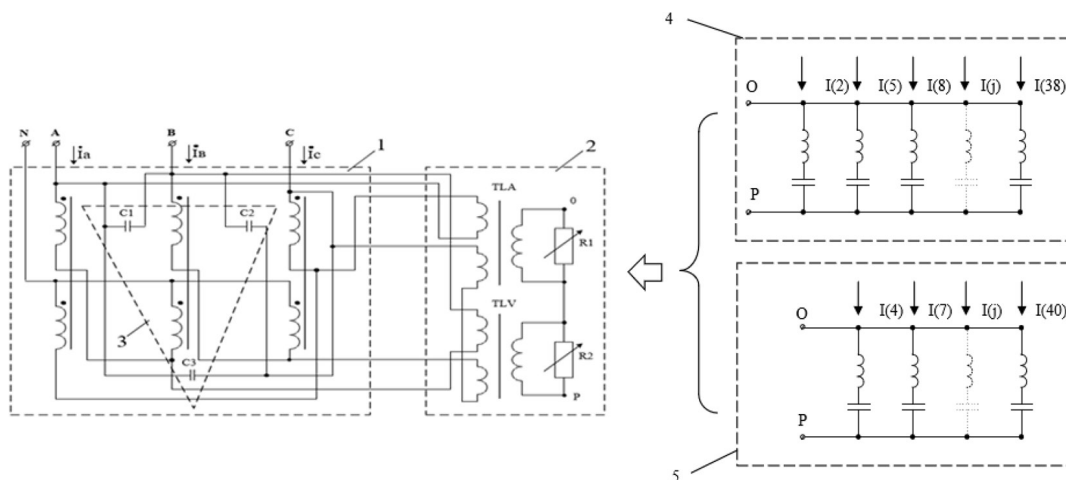 4
O
I(2)
I(5)
I(8)
I(j)
I(38)
P
N
A
B
C
İa
İв
İc
1
2
TLA
0
C1
C2
R1
TLV
3
C3
R2
P
O
I(4)
I(7)
I(j)
I(40)
P
5